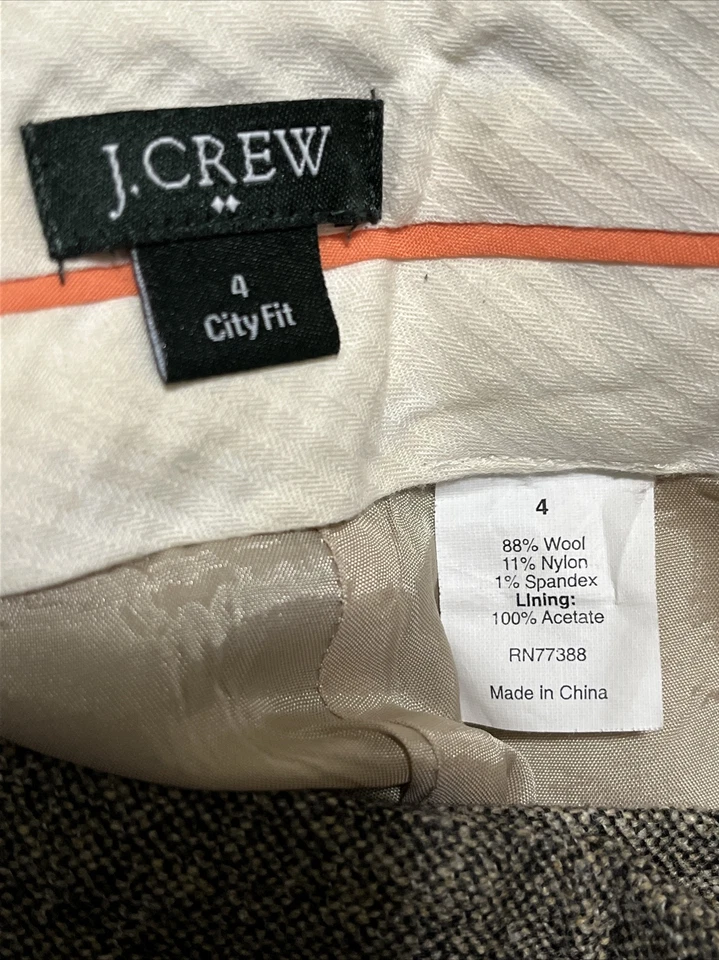 J.CREW
4
City Fit
4
88% Wool
11% Nylon
1% Spandex
Lining:
100% Acetate
RN77388
Made in China